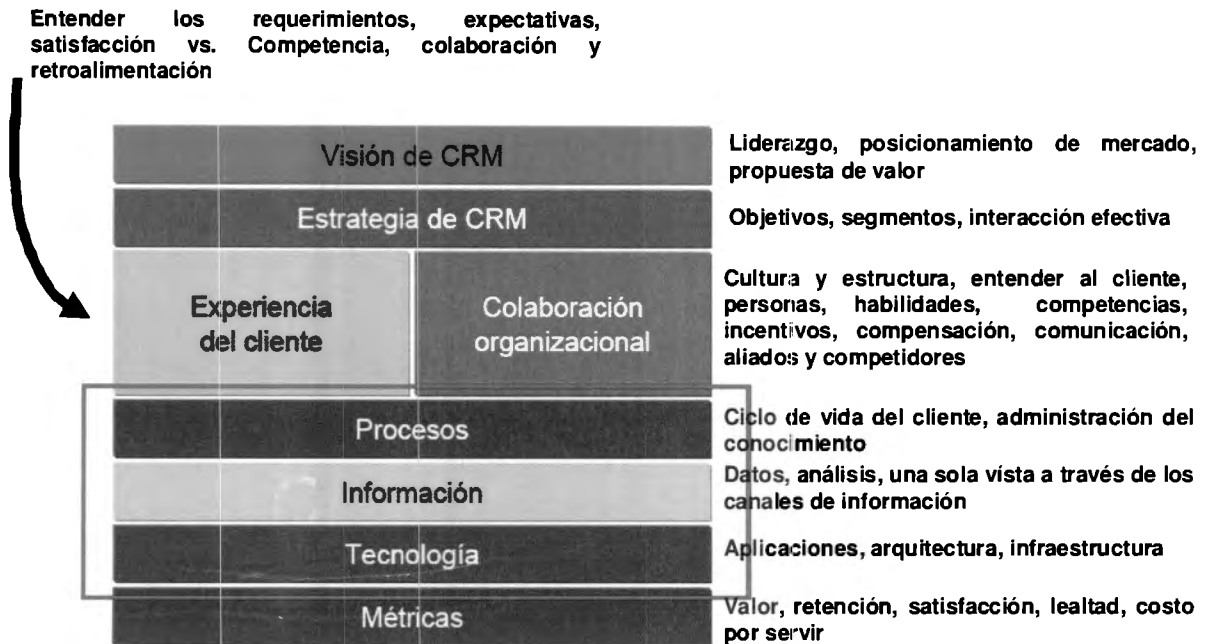 Entender los requerimientos, expectativas,
satisfacción vs. Competencia, colaboración y
retroalimentación
Visión de CRM
Liderazgo, posicionamiento de mercado,
propuesta de valor
Estrategia de CRM
Objetivos, segmentos, interacción efectiva
Experiencia
del cliente
Colaboración
organizacional
Cultura y estructura, entender al cliente,
personas, habilidades, competencias,
incentivos, compensación, comunicación,
aliados y competidores
Procesos
Ciclo de vida del cliente, administración del
conocimiento
Información
Datos, análisis, una sola vísta a través de los
canales de información
Tecnología
Aplicaciones, arquitectura, infraestructura
Métricas
Valor, retención, satisfacción, lealtad, costo
por servir